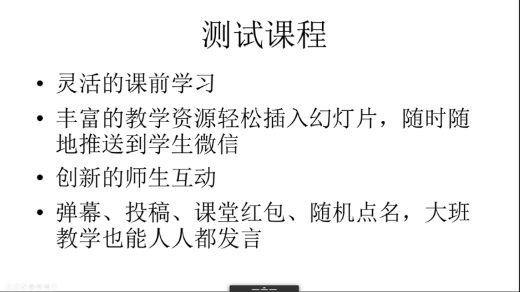 测试课程
• 灵活的课前学习
• 丰富的教学资源轻松插入幻灯片，随时随
地推送到学生微信
• 创新的师生互动
• 弹幕、投稿、课堂红包、随机点名，大班
教学也能人人都发言